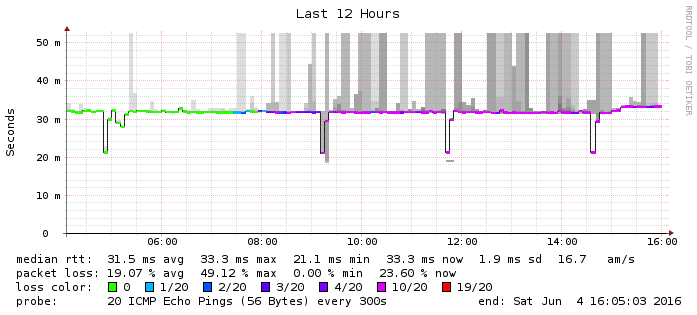 Last 12 Hours
RRDTOOL / TOBI OETIKER
Seconds
50 m
40 m
30 m
20 m
10 m
0
06:00 08:00 10:00 12:00 14:00 16:00
median rtt: 31.5 ms avg 33.3 ms max 21.1 ms min 33.3 ms now 1.9 ms sd 16.7 am/s
packet loss: 19.07 % avg 49.12 % max 0.00 % min 23.60 % now
loss color: 0 1/20 2/20 3/20 4/20 10/20 19/20
probe: 20 ICMP Echo Pings (56 Bytes) every 300s end: Sat Jun 4 16:05:03 2016